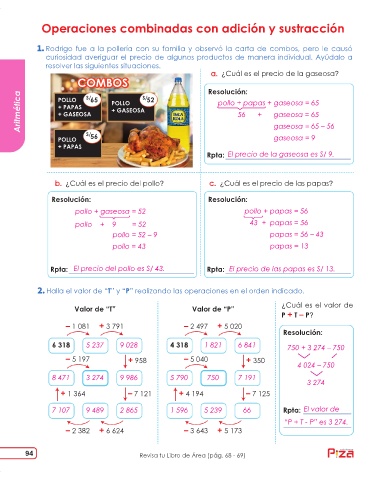 Operaciones combinadas con adición y sustracción
1. Rodrigo fue a la pollería con su familia y observó la carta de combos, pero le causó
curiosidad averiguar el precio de algunos productos de manera individual. Ayúdalo a
resolver las siguientes situaciones.
COMBOS
POLLO S/65
+ PAPAS
+ GASEOSA
POLLO S/52
+ GASEOSA
POLLO S/56
+ PAPAS
INCA
KOLA
a. ¿Cuál es el precio de la gaseosa?
Resolución:
pollo + papas + gaseosa = 65
56 + gaseosa = 65
gaseosa = 65 – 56
gaseosa = 9
Rpta: El precio de la gaseosa es S/ 9.
Aritmética
b. ¿Cuál es el precio del pollo?
Resolución:
pollo + gaseosa = 52
pollo + 9 = 52
pollo = 52 – 9
pollo = 43
Rpta: El precio del pollo es S/ 43.
c. ¿Cuál es el precio de las papas?
Resolución:
pollo + papas = 56
43 + papas = 56
papas = 56 – 43
papas = 13
Rpta: El precio de las papas es S/ 13.
2. Halla el valor de “T” y “P” realizando las operaciones en el orden indicado.
Valor de “T”
– 1 081 + 3 791
6 318 5 237 9 028
– 5 197 + 958
8 471 3 274 9 986
+ 1 364 – 7 121
7 107 9 489 2 865
– 2 382 + 6 624
Valor de “P”
– 2 497 + 5 020
4 318 1 821 6 841
– 5 040 + 350
5 790 750 7 191
+ 4 194 – 7 125
1 596 5 239 66
– 3 643 + 5 173
¿Cuál es el valor de
P + T – P?
Resolución:
750 + 3 274 – 750
4 024 – 750
3 274
Rpta: El valor de
“P + T - P” es 3 274.
94
Revisa tu Libro de Área (pág. 68 - 69)
Piza